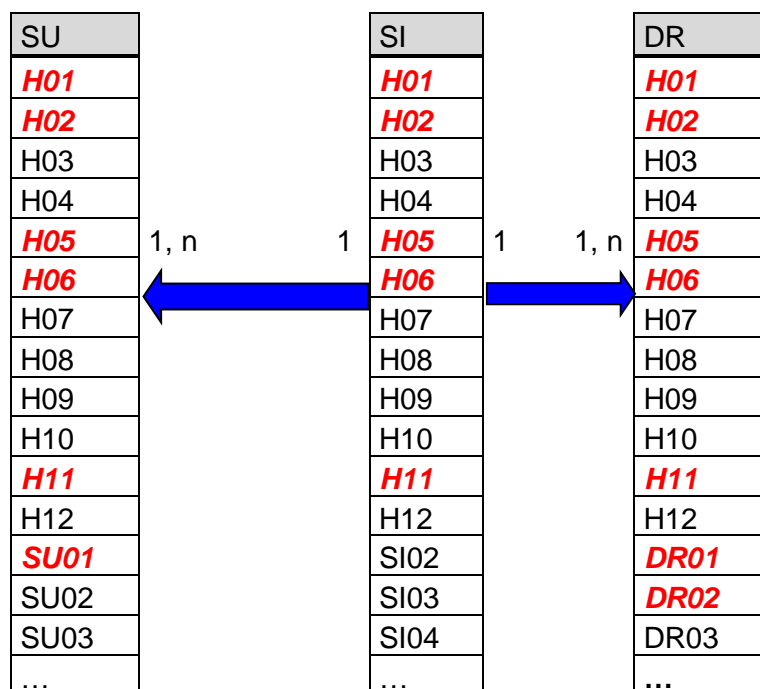 SU SI DR
H01 H01 H01
H02 H02 H02
H03 H03 H03
H04 H04 H04
H05 1, n 1 H05 1 1, n H05
H06 H06 H06
H07 H07 H07
H08 H08 H08
H09 H09 H09
H10 H10 H10
H11 H11 H11
H12 H12 H12
SU01 SI02 DR01
SU02 SI03 DR02
SU03 SI04 DR03
... ... ...